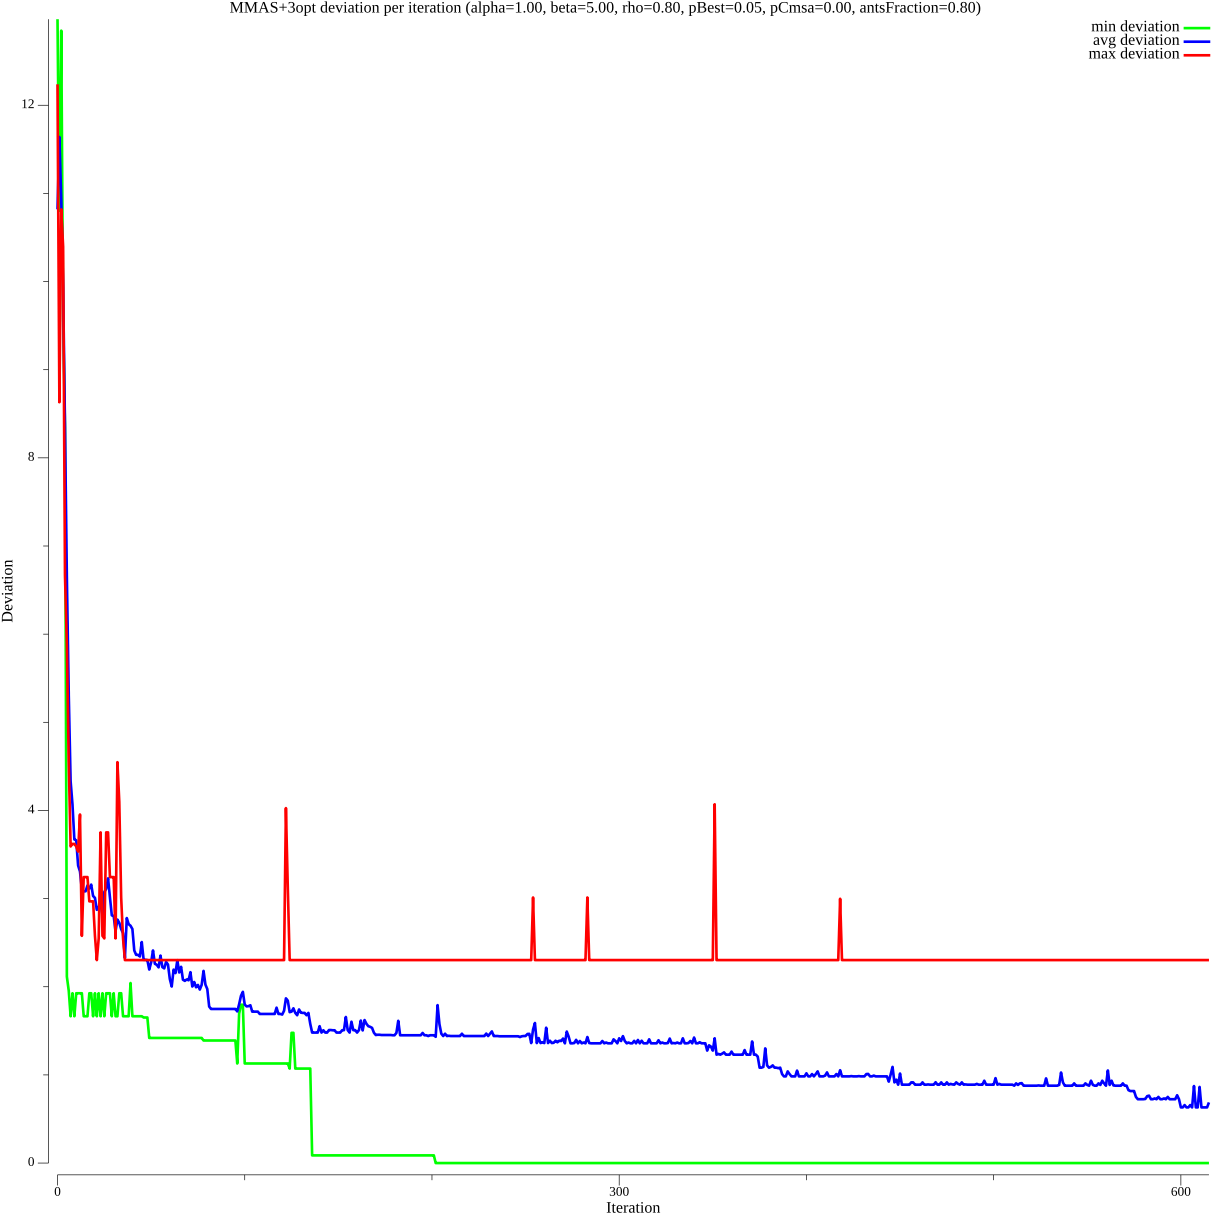 MMAS+3opt deviation per iteration (alpha=1.00, beta=5.00, rho=0.80, pBest=0.05, pCmsa=0.00, antsFraction=0.80)
min deviation
avg deviation
max deviation
12
8
Deviation
4
0
0 300 600
Iteration